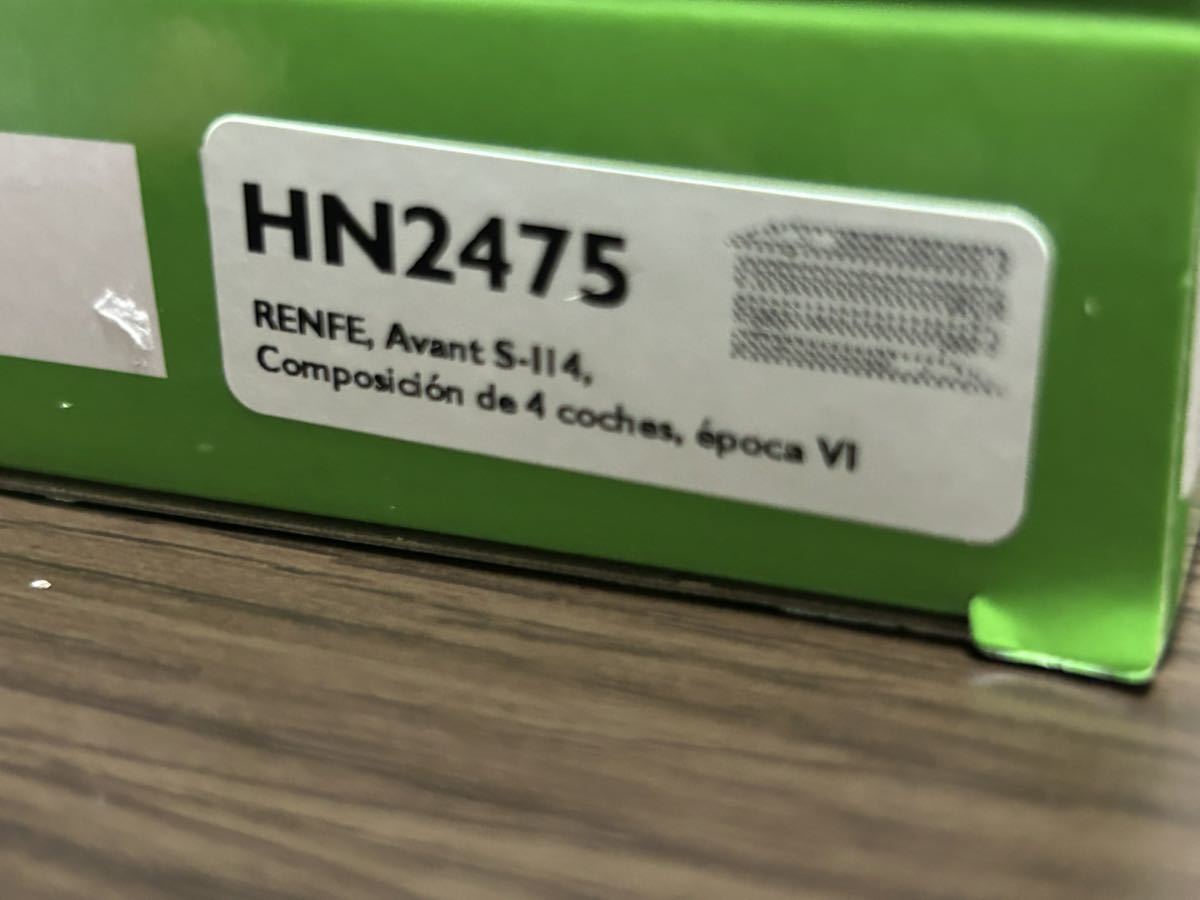 HN2475
RENFE, Avant S-114,
Composición de 4 coches, época VI